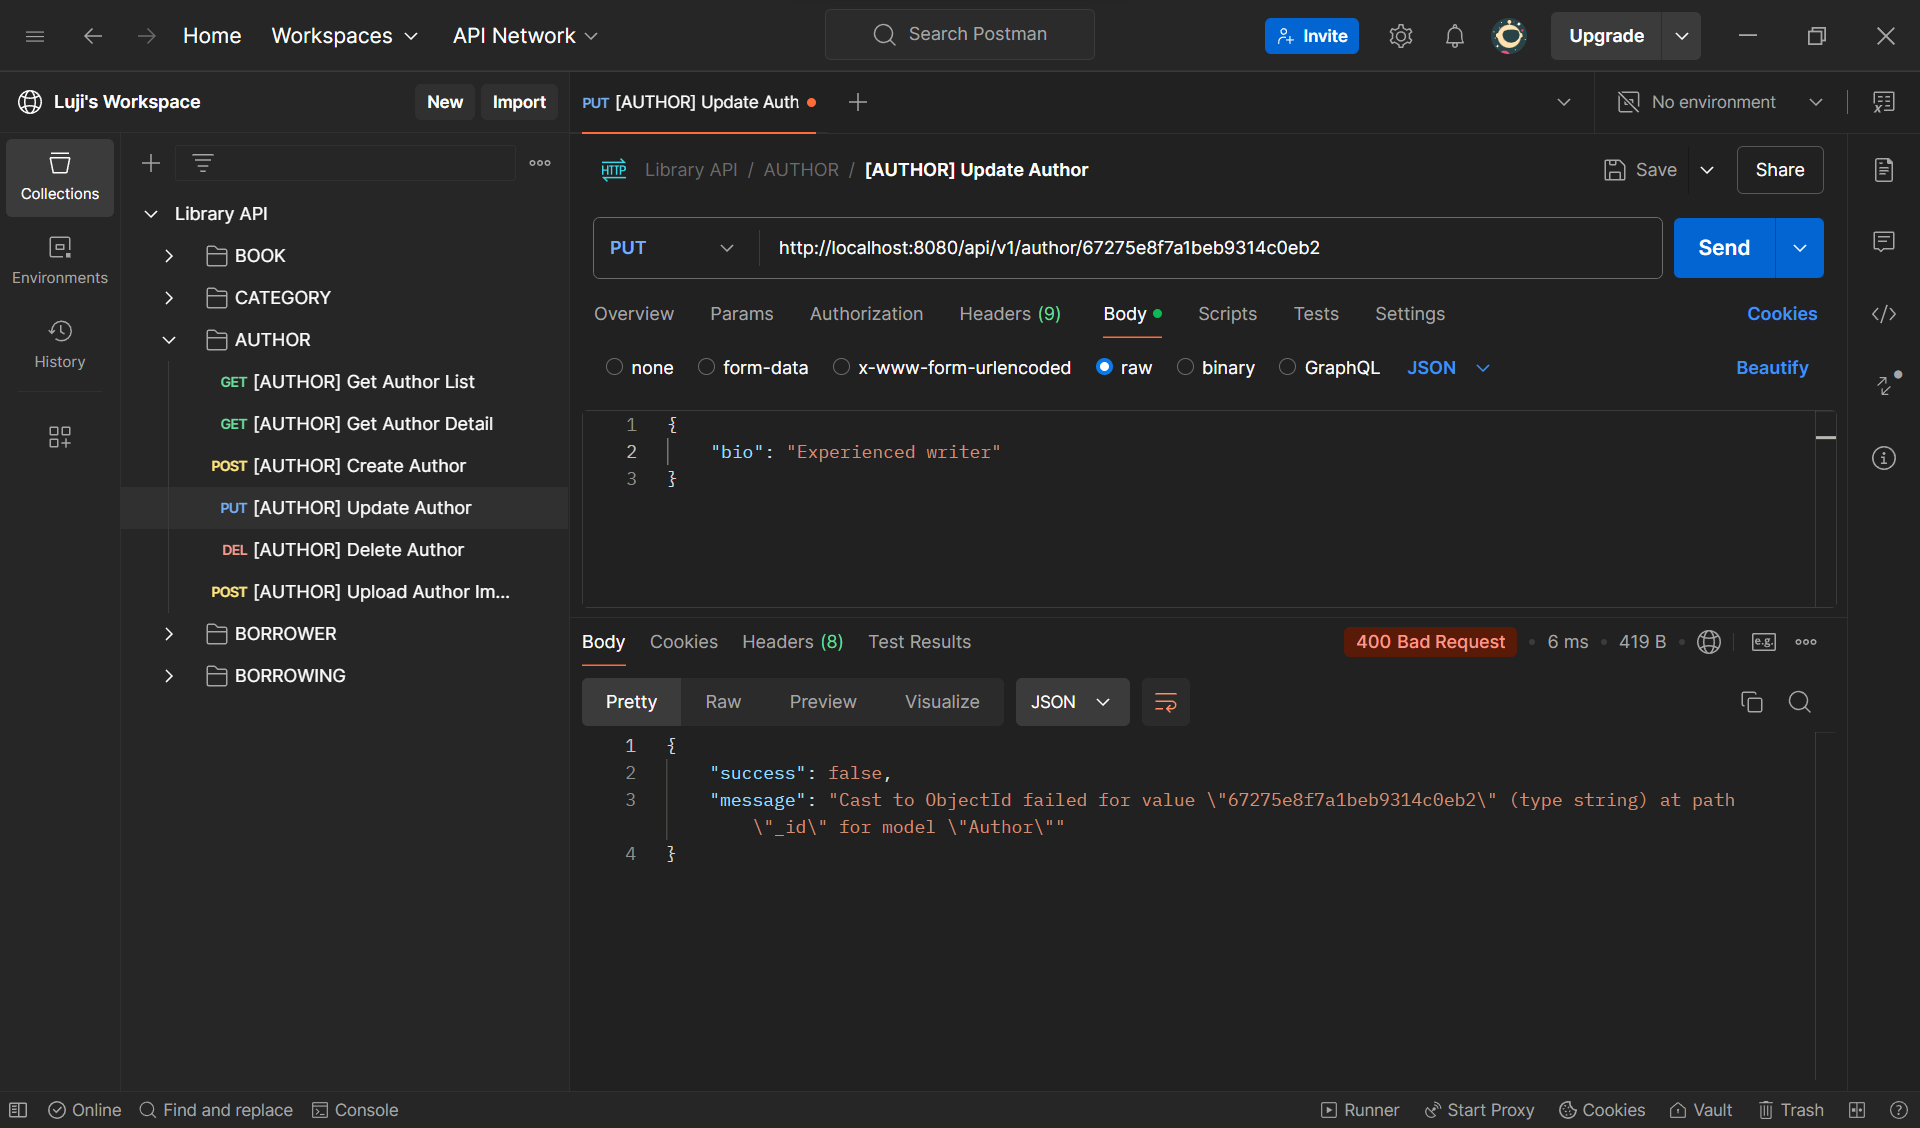 Home
Workspaces
API Network
Search Postman
Invite
Upgrade
Luji's Workspace
New
Import
PUT [AUTHOR] Update Auth
No environment
Collections
Environments
History
Library API
BOOK
CATEGORY
AUTHOR
GET [AUTHOR] Get Author List
GET [AUTHOR] Get Author Detail
POST [AUTHOR] Create Author
PUT [AUTHOR] Update Author
DEL [AUTHOR] Delete Author
POST [AUTHOR] Upload Author Im...
BORROWER
BORROWING
HTTP Library API / AUTHOR / [AUTHOR] Update Author
Save
Share
PUT http://localhost:8080/api/v1/author/67275e8f7a1beb9314c0eb2
Send
Overview Params Authorization Headers (9) Body Scripts Tests Settings
Cookies
none form-data x-www-form-urlencoded raw binary GraphQL JSON
Beautify
1 {
2 "bio": "Experienced writer"
3 }
Body Cookies Headers (8) Test Results
400 Bad Request • 6 ms • 419 B • e.g.
Pretty Raw Preview Visualize JSON
1 {
2 "success": false,
3 "message": "Cast to ObjectId failed for value \"67275e8f7a1beb9314c0eb2\" (type string) at path
\"_id\" for model \"Author\""
4 }
Online
Find and replace
Console
Runner
Start Proxy
Cookies
Vault
Trash